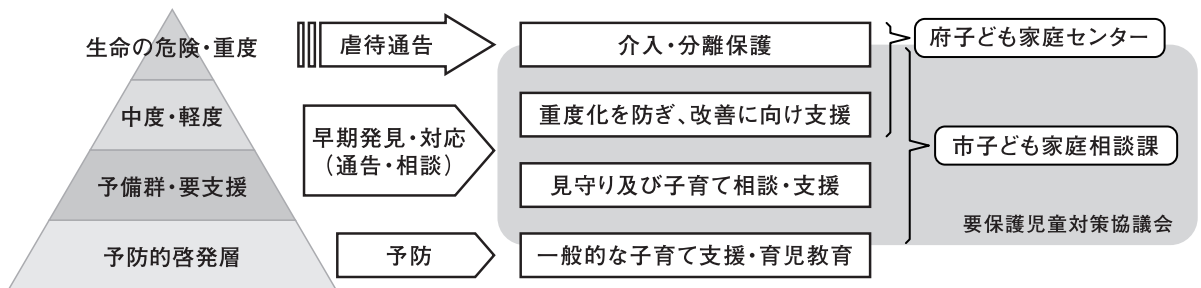 生命の危険・重度
虐待通告
介入・分離保護
府子ども家庭センター
中度・軽度
早期発見・対応
（通告・相談）
重度化を防ぎ、改善に向け支援
市子ども家庭相談課
予備群・要支援
見守り及び子育て相談・支援
要保護児童対策協議会
予防的啓発層
予防
一般的な子育て支援・育児教育